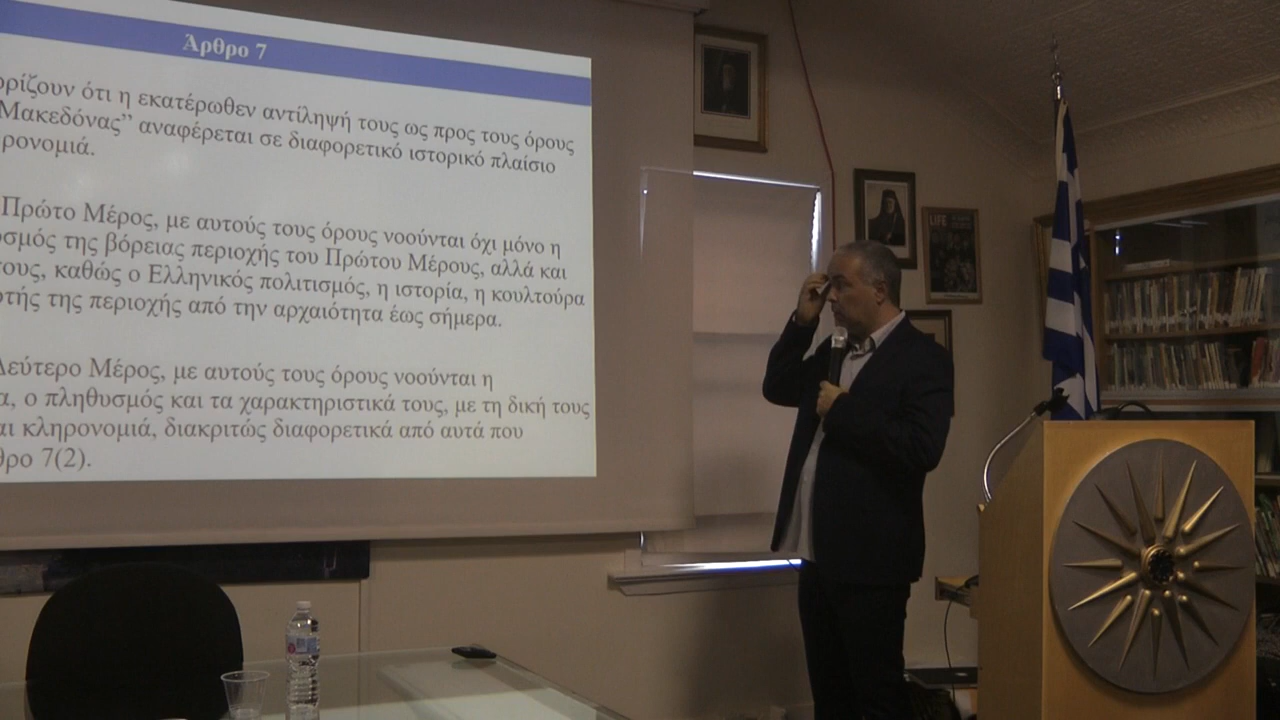 Άρθρο 7
ορίζουν ότι η εκατέρωθεν αντίληψή τους ως προς τους όρους
Μακεδόνας” αναφέρεται σε διαφορετικό ιστορικό πλαίσιο
ρονομιά.
Πρώτο Μέρος, με αυτούς τους όρους νοούνται όχι μόνο η
σμός της βόρειας περιοχής του Πρώτου Μέρους, αλλά και
τους, καθώς ο Ελληνικός πολιτισμός, η ιστορία, η κουλτούρα
τής της περιοχής από την αρχαιότητα έως σήμερα.
Δεύτερο Μέρος, με αυτούς τους όρους νοούνται η
α, ο πληθυσμός και τα χαρακτηριστικά τους, με τη δική τους
αι κληρονομιά, διακριτώς διαφορετικά από αυτά που
θρο 7(2).
LIFE